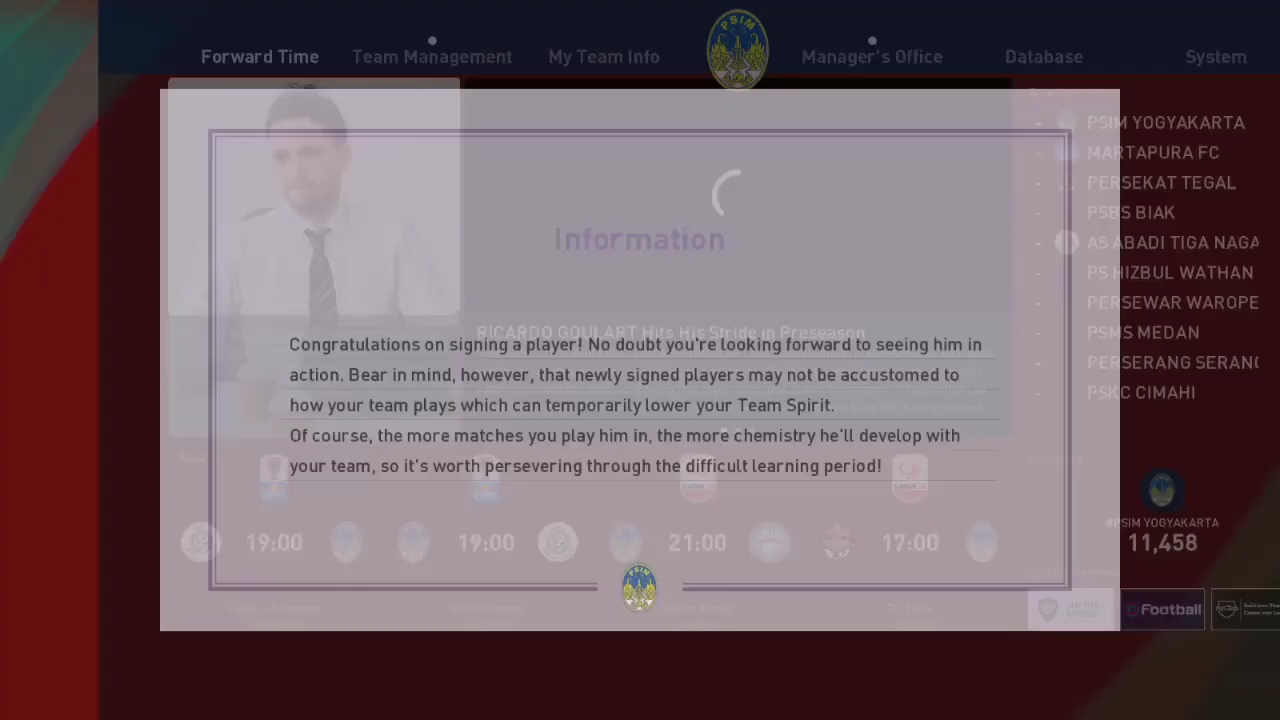 PSIM
Forward Time
Team Management
My Team Info
Manager's Office
Database
System
Information
RICARDO GOULART Hits His Stride in Preseason
Congratulations on signing a player! No doubt you're looking forward to seeing him in
action. Bear in mind, however, that newly signed players may not be accustomed to
how your team plays which can temporarily lower your Team Spirit.
Of course, the more matches you play him in, the more chemistry he'll develop with
your team, so it's worth persevering through the difficult learning period!
- PSIM YOGYAKARTA
- MARTAPURA FC
- PERSEKAT TEGAL
- PSBS BIAK
- AS ABADI TIGA NAGA
- PS HIZBUL WATHAN
- PERSEWAR WAROPE
- PSMS MEDAN
- PERSERANG SERANG
- PSKC CIMAHI
19:00
19:00
21:00
17:00
#PSIM YOGYAKARTA
11,458
PSIM
eFootball